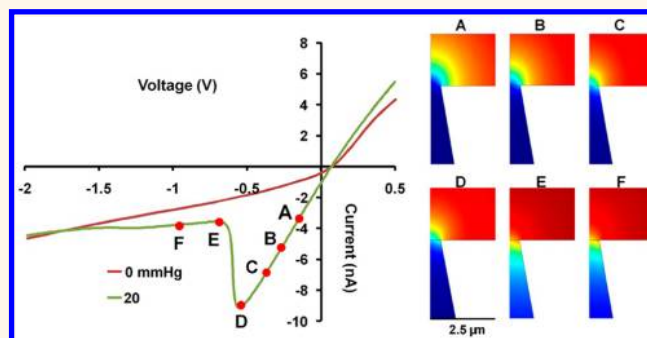 A B C
8
6
4
2
Voltage (V)
-2 -1.5 -1 -0.5 0.5
-2
-4
-6
-8
-10
A
B
C
D
E
F
Current (nA)
0 mmHg
20
D E F
2.5 µm